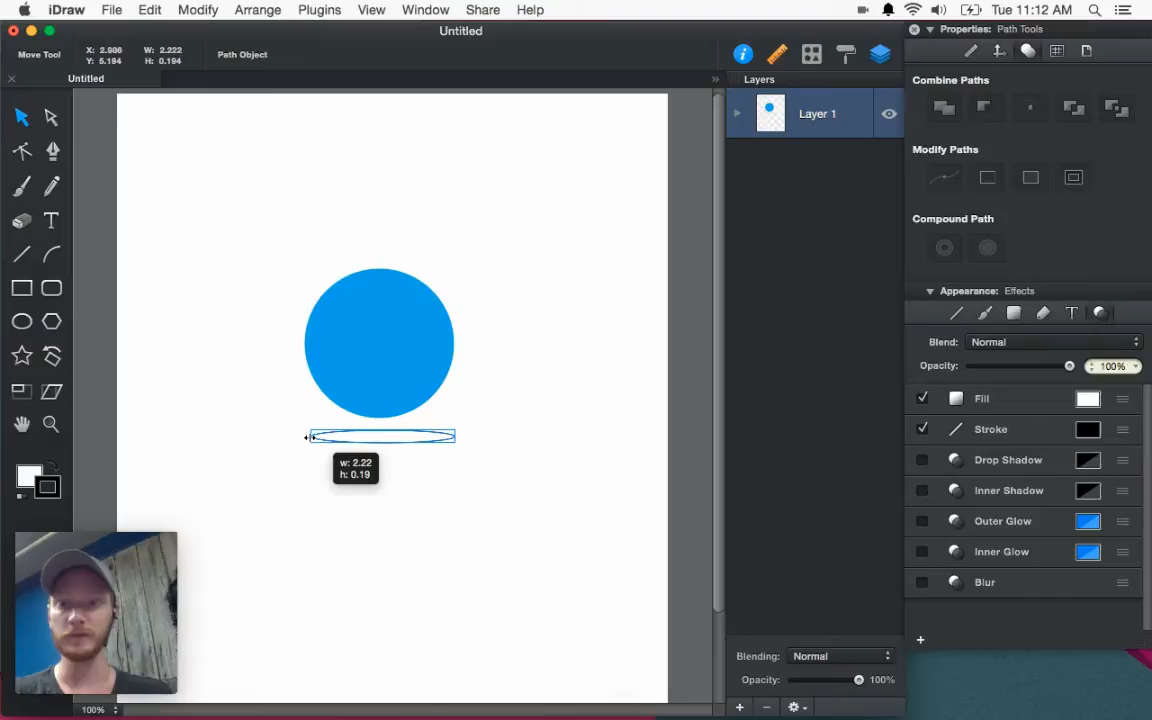 iDraw File Edit Modify Arrange Plugins View Window Share Help Tue 11:12 AM
Untitled
Properties: Path Tools
Move Tool X: 2.986 W: 2.222 Path Object
Y: 5.194 H: 0.194
Untitled
Layers
Layer 1
Combine Paths
Modify Paths
Compound Path
Appearance: Effects
Blend: Normal
Opacity: 100%
Fill
Stroke
Drop Shadow
Inner Shadow
Outer Glow
Inner Glow
Blur
w: 2.22
h: 0.19
Blending: Normal
Opacity: 100%
100%